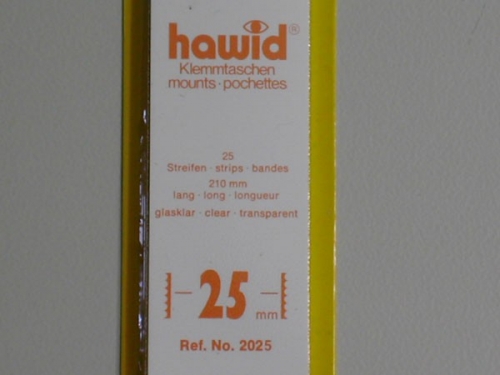 hawid®
Klemmtaschen
mounts · pochettes
25
Streifen · strips · bandes
210 mm
lang · long · longueur
glasklar · clear · transparent
25 mm
Ref. No. 2025